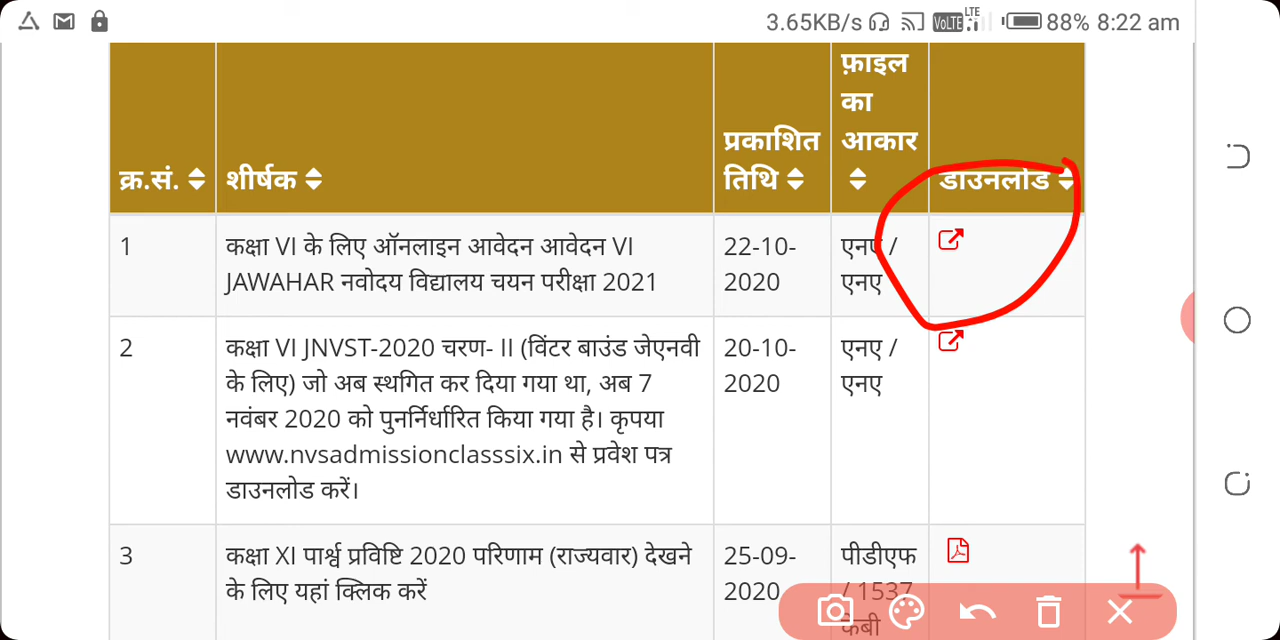 3.65KB/s VoLTE LTE 88% 8:22 am
क्र.सं. शीर्षक प्रकाशित तिथि फ़ाइल का आकार डाउनलोड
1
कक्षा VI के लिए ऑनलाइन आवेदन आवेदन VI
JAWAHAR नवोदय विद्यालय चयन परीक्षा 2021
22-10-
2020
एनए /
एनए
2
कक्षा VI JNVST-2020 चरण- II (विंटर बाउंड जेएनवी
के लिए) जो अब स्थगित कर दिया गया था, अब 7
नवंबर 2020 को पुनर्निर्धारित किया गया है। कृपया
www.nvsadmissionclasssix.in से प्रवेश पत्र
डाउनलोड करें।
20-10-
2020
एनए /
एनए
3
कक्षा XI पार्श्व प्रविष्टि 2020 परिणाम (राज्यवार) देखने
के लिए यहां क्लिक करें
25-09-
2020
पीडीएफ
/ 1537
केबी